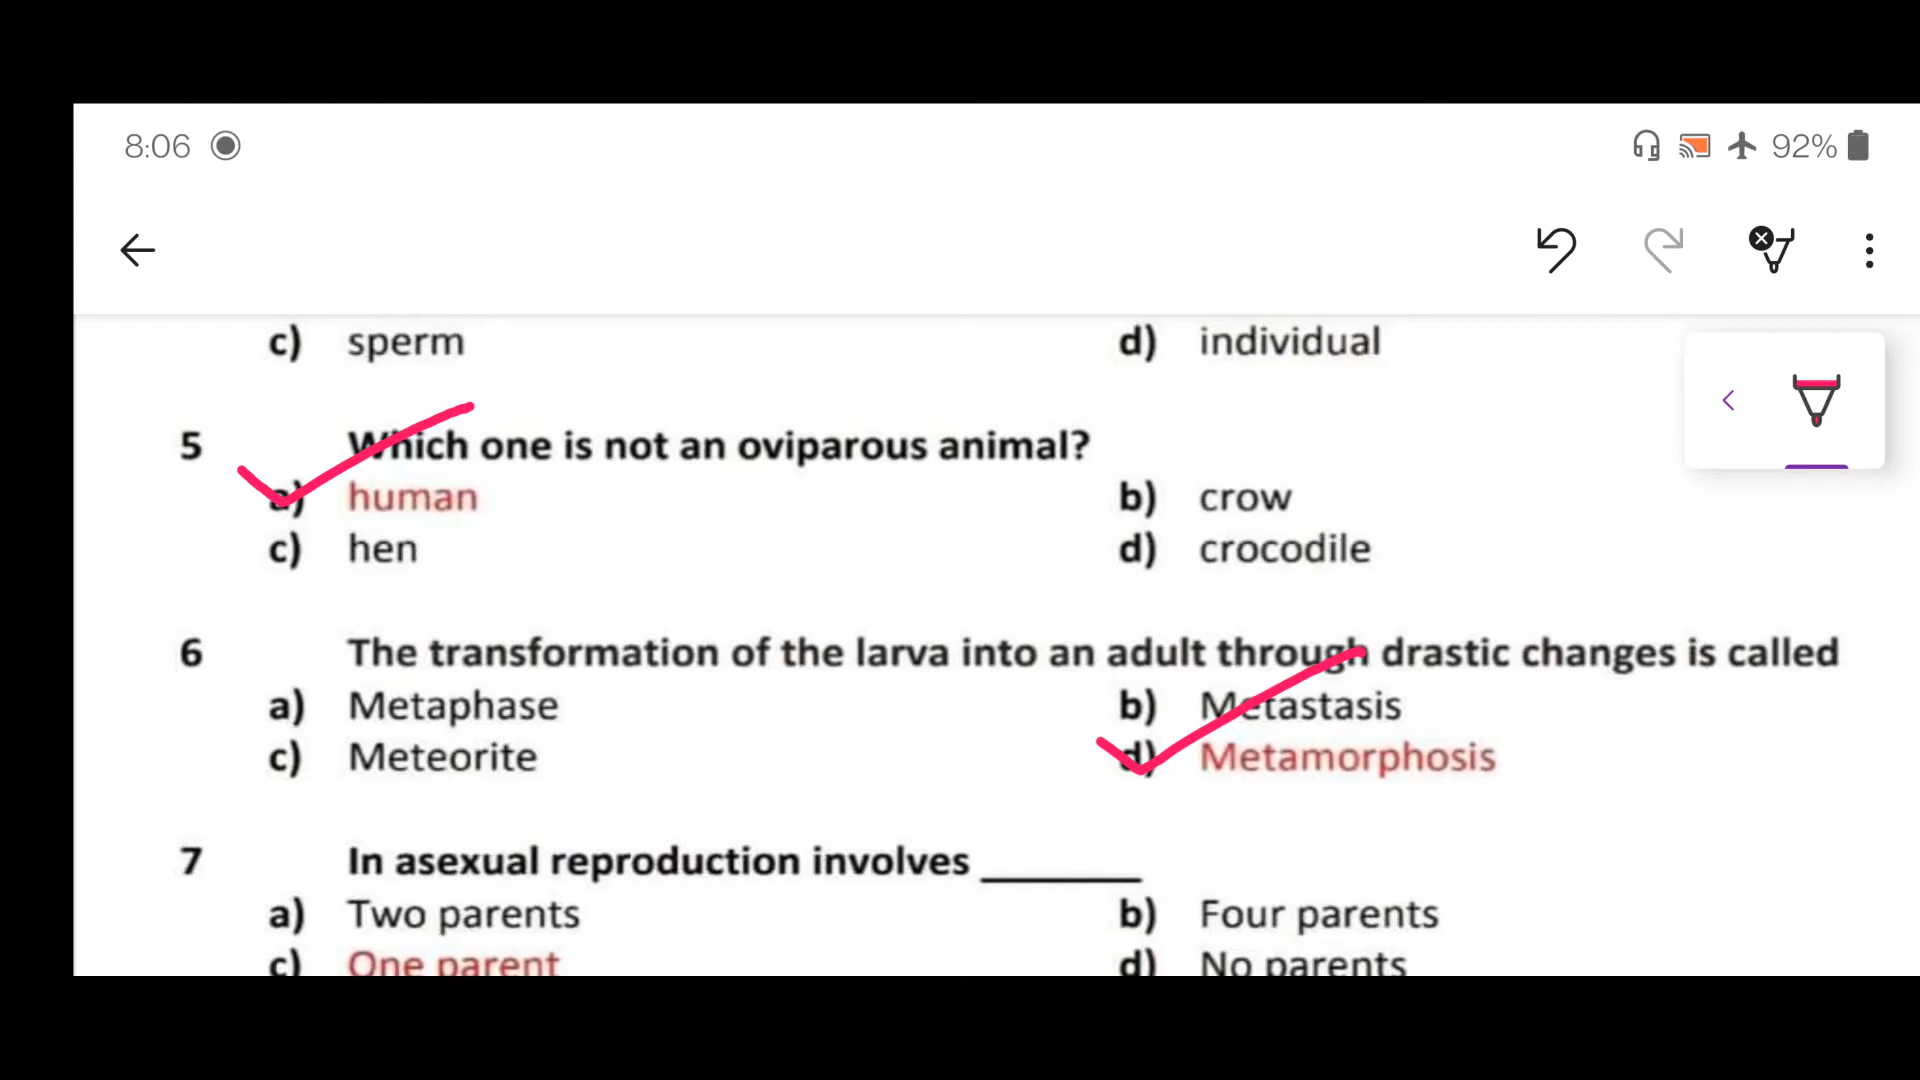 8:06 92%
c) sperm d) individual
5 Which one is not an oviparous animal?
a) human b) crow
c) hen d) crocodile
6 The transformation of the larva into an adult through drastic changes is called
a) Metaphase b) Metastasis
c) Meteorite d) Metamorphosis
7 In asexual reproduction involves ________
a) Two parents b) Four parents
c) One parent d) No parents